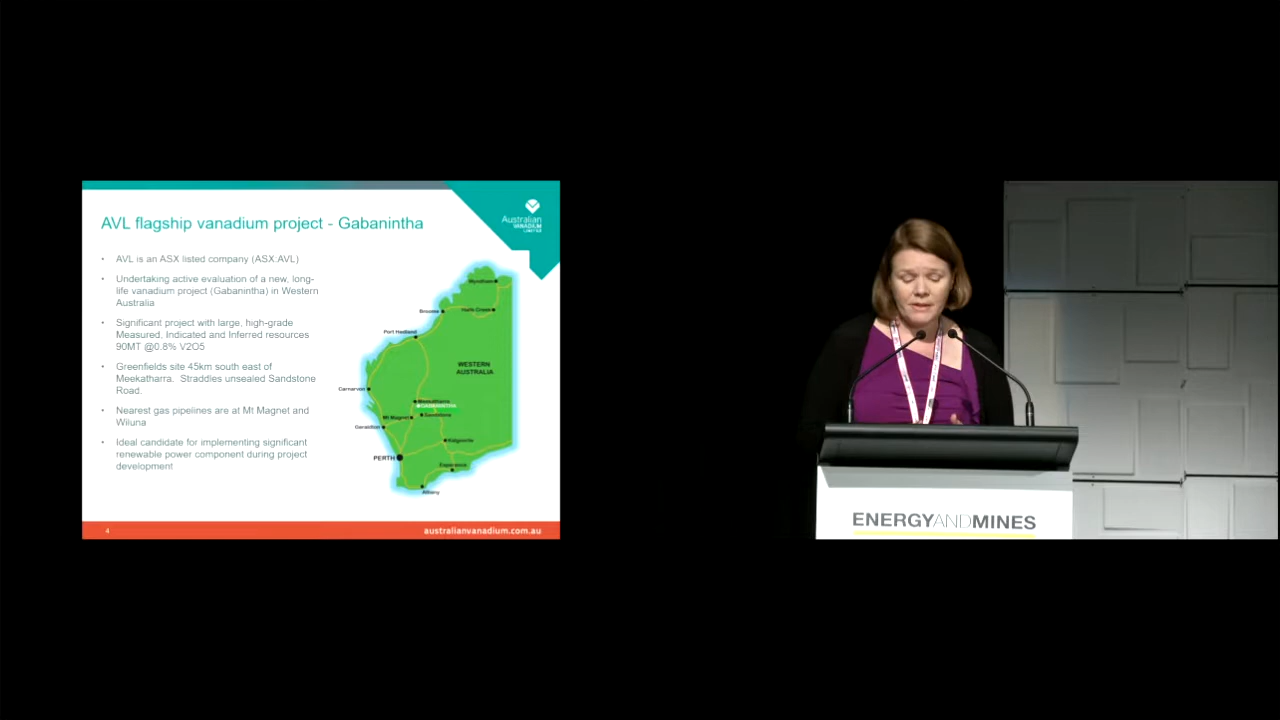 AVL flagship vanadium project - Gabanintha
Australian
VANADIUM
LIMITED
• AVL is an ASX listed company (ASX:AVL)
• Undertaking active evaluation of a new, long-
life vanadium project (Gabanintha) in Western
Australia
• Significant project with large, high-grade
Measured, Indicated and Inferred resources
90MT @0.8% V2O5
• Greenfields site 45km south east of
Meekatharra. Straddles unsealed Sandstone
Road.
• Nearest gas pipelines are at Mt Magnet and
Wiluna
• Ideal candidate for implementing significant
renewable power component during project
development
Wyndham
Broome
Halls Creek
Port Hedland
WESTERN
AUSTRALIA
Carnarvon
Meekatharra
GABANINTHA
Mt Magnet
Sandstone
Geraldton
Kalgoorlie
PERTH
Esperance
Albany
4
australianvanadium.com.au
ENERGYANDMINES